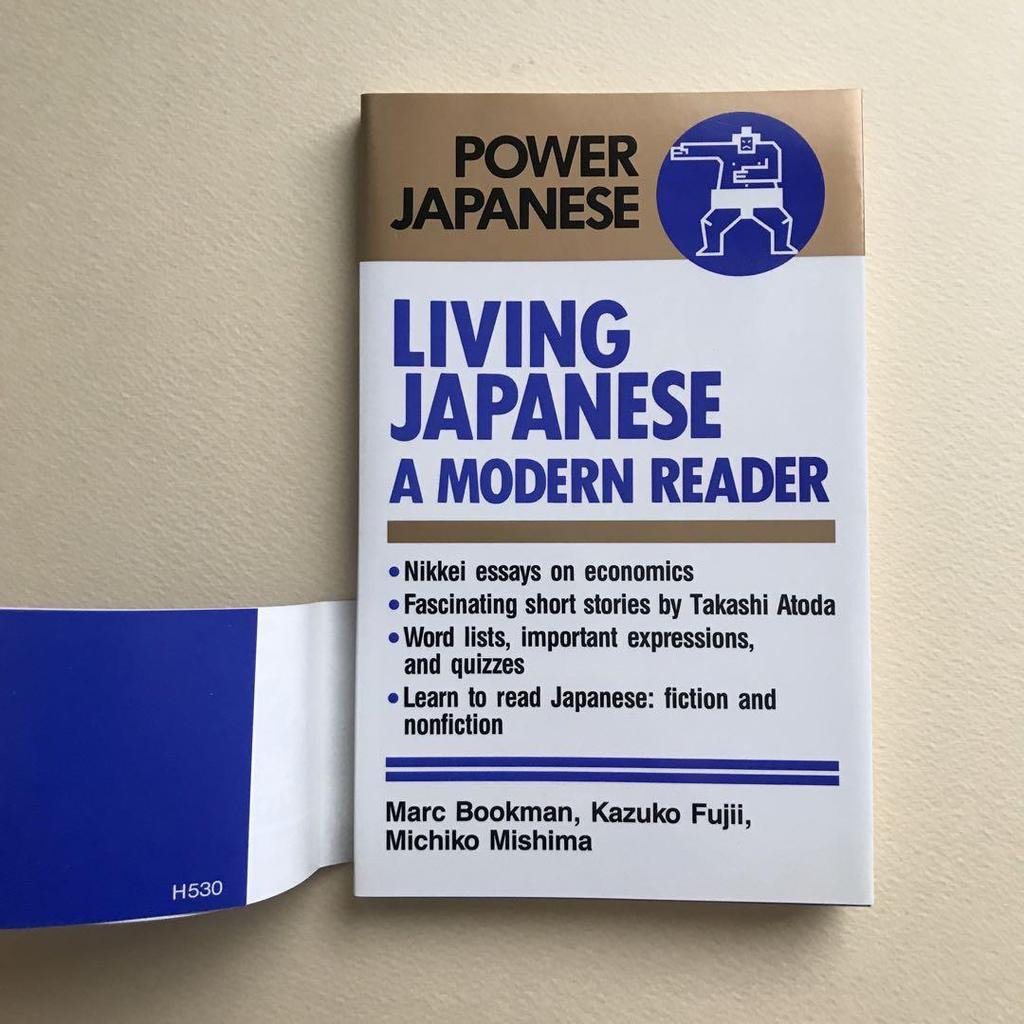 POWER
JAPANESE
LIVING
JAPANESE
A MODERN READER
•Nikkei essays on economics
•Fascinating short stories by Takashi Atoda
•Word lists, important expressions,
and quizzes
•Learn to read Japanese: fiction and
nonfiction
Marc Bookman, Kazuko Fujii,
Michiko Mishima
H530